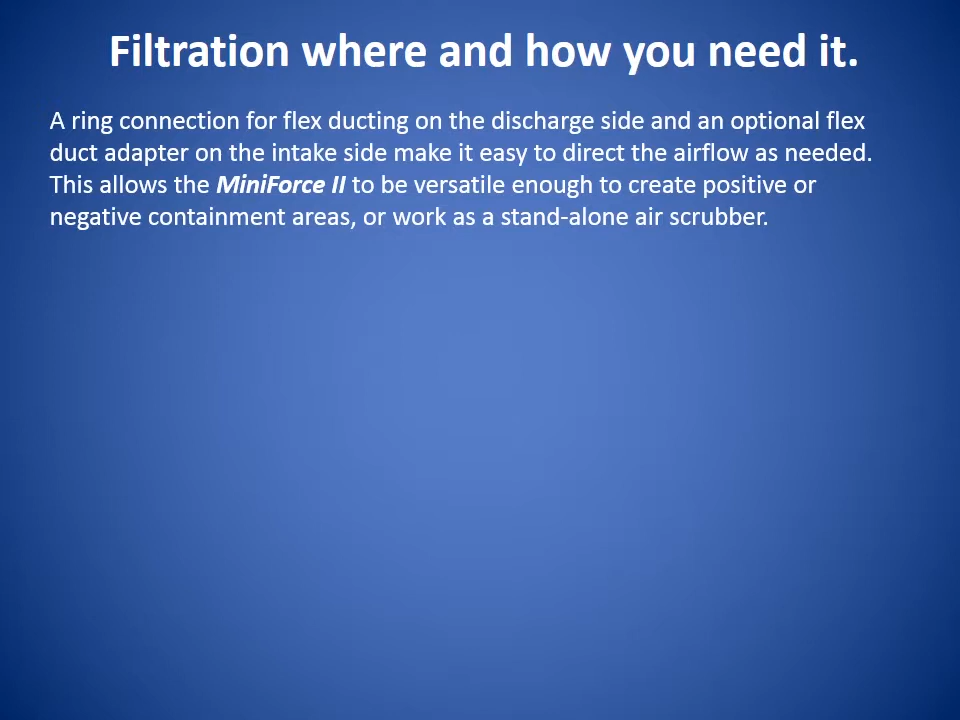 Filtration where and how you need it.
A ring connection for flex ducting on the discharge side and an optional flex
duct adapter on the intake side make it easy to direct the airflow as needed.
This allows the MiniForce II to be versatile enough to create positive or
negative containment areas, or work as a stand-alone air scrubber.